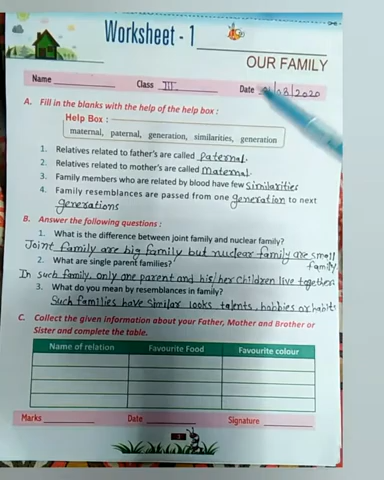 Worksheet - 1
OUR FAMILY
Name Class III Date /08/2020
A. Fill in the blanks with the help of the help box :
Help Box :
maternal, paternal, generation, similarities, generation
1. Relatives related to father's are called paternal.
2. Relatives related to mother's are called maternal.
3. Family members who are related by blood have few similarities
4. Family resemblances are passed from one generation to next
generations
B. Answer the following questions :
1. What is the difference between joint family and nuclear family?
Joint family are big family but nuclear family are small
family.
2. What are single parent families?
In such family, only one parent and his/her children live together.
3. What do you mean by resemblances in family?
Such families have similar looks talents, hobbies or habits
C. Collect the given information about your Father, Mother and Brother or
Sister and complete the table.
Name of relation Favourite Food Favourite colour
Marks Date Signature